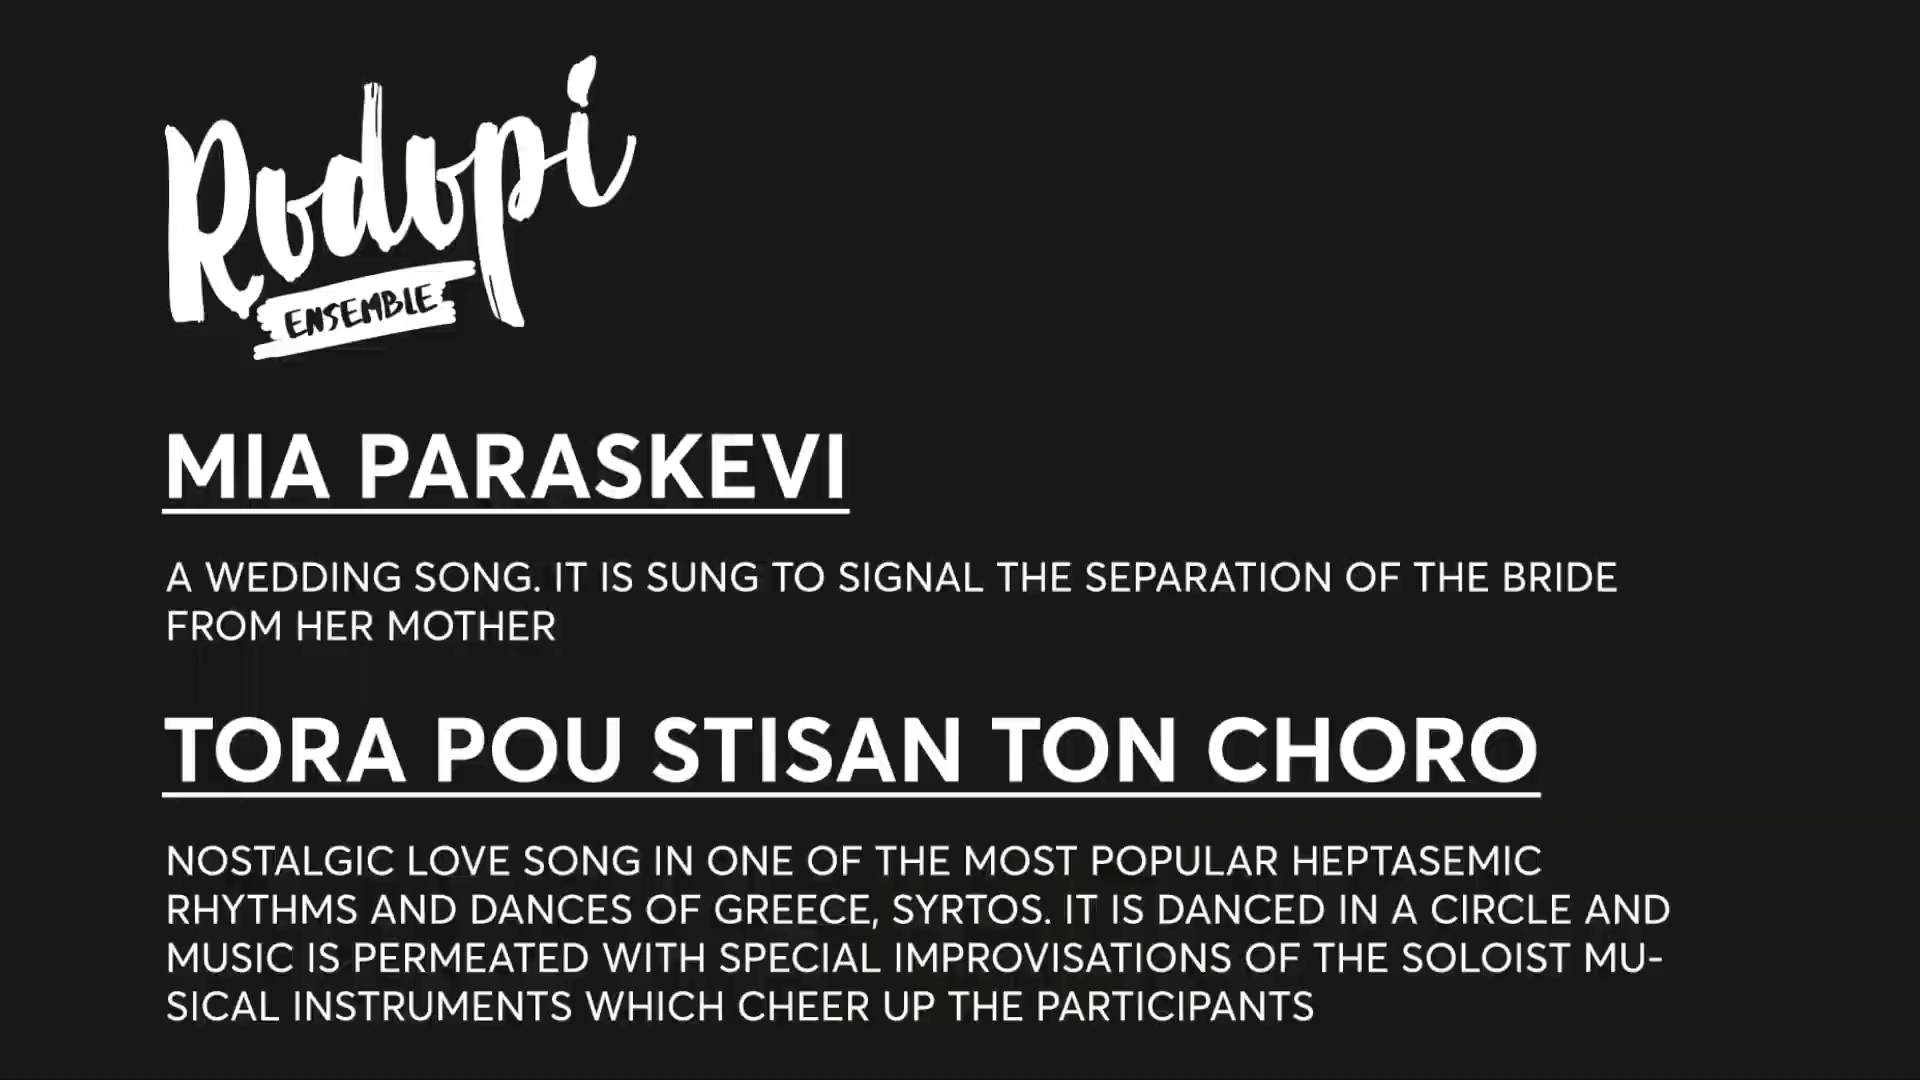 Rodopi
ENSEMBLE
MIA PARASKEVI
A WEDDING SONG. IT IS SUNG TO SIGNAL THE SEPARATION OF THE BRIDE
FROM HER MOTHER
TORA POU STISAN TON CHORO
NOSTALGIC LOVE SONG IN ONE OF THE MOST POPULAR HEPTASEMIC
RHYTHMS AND DANCES OF GREECE, SYRTOS. IT IS DANCED IN A CIRCLE AND
MUSIC IS PERMEATED WITH SPECIAL IMPROVISATIONS OF THE SOLOIST MU-
SICAL INSTRUMENTS WHICH CHEER UP THE PARTICIPANTS